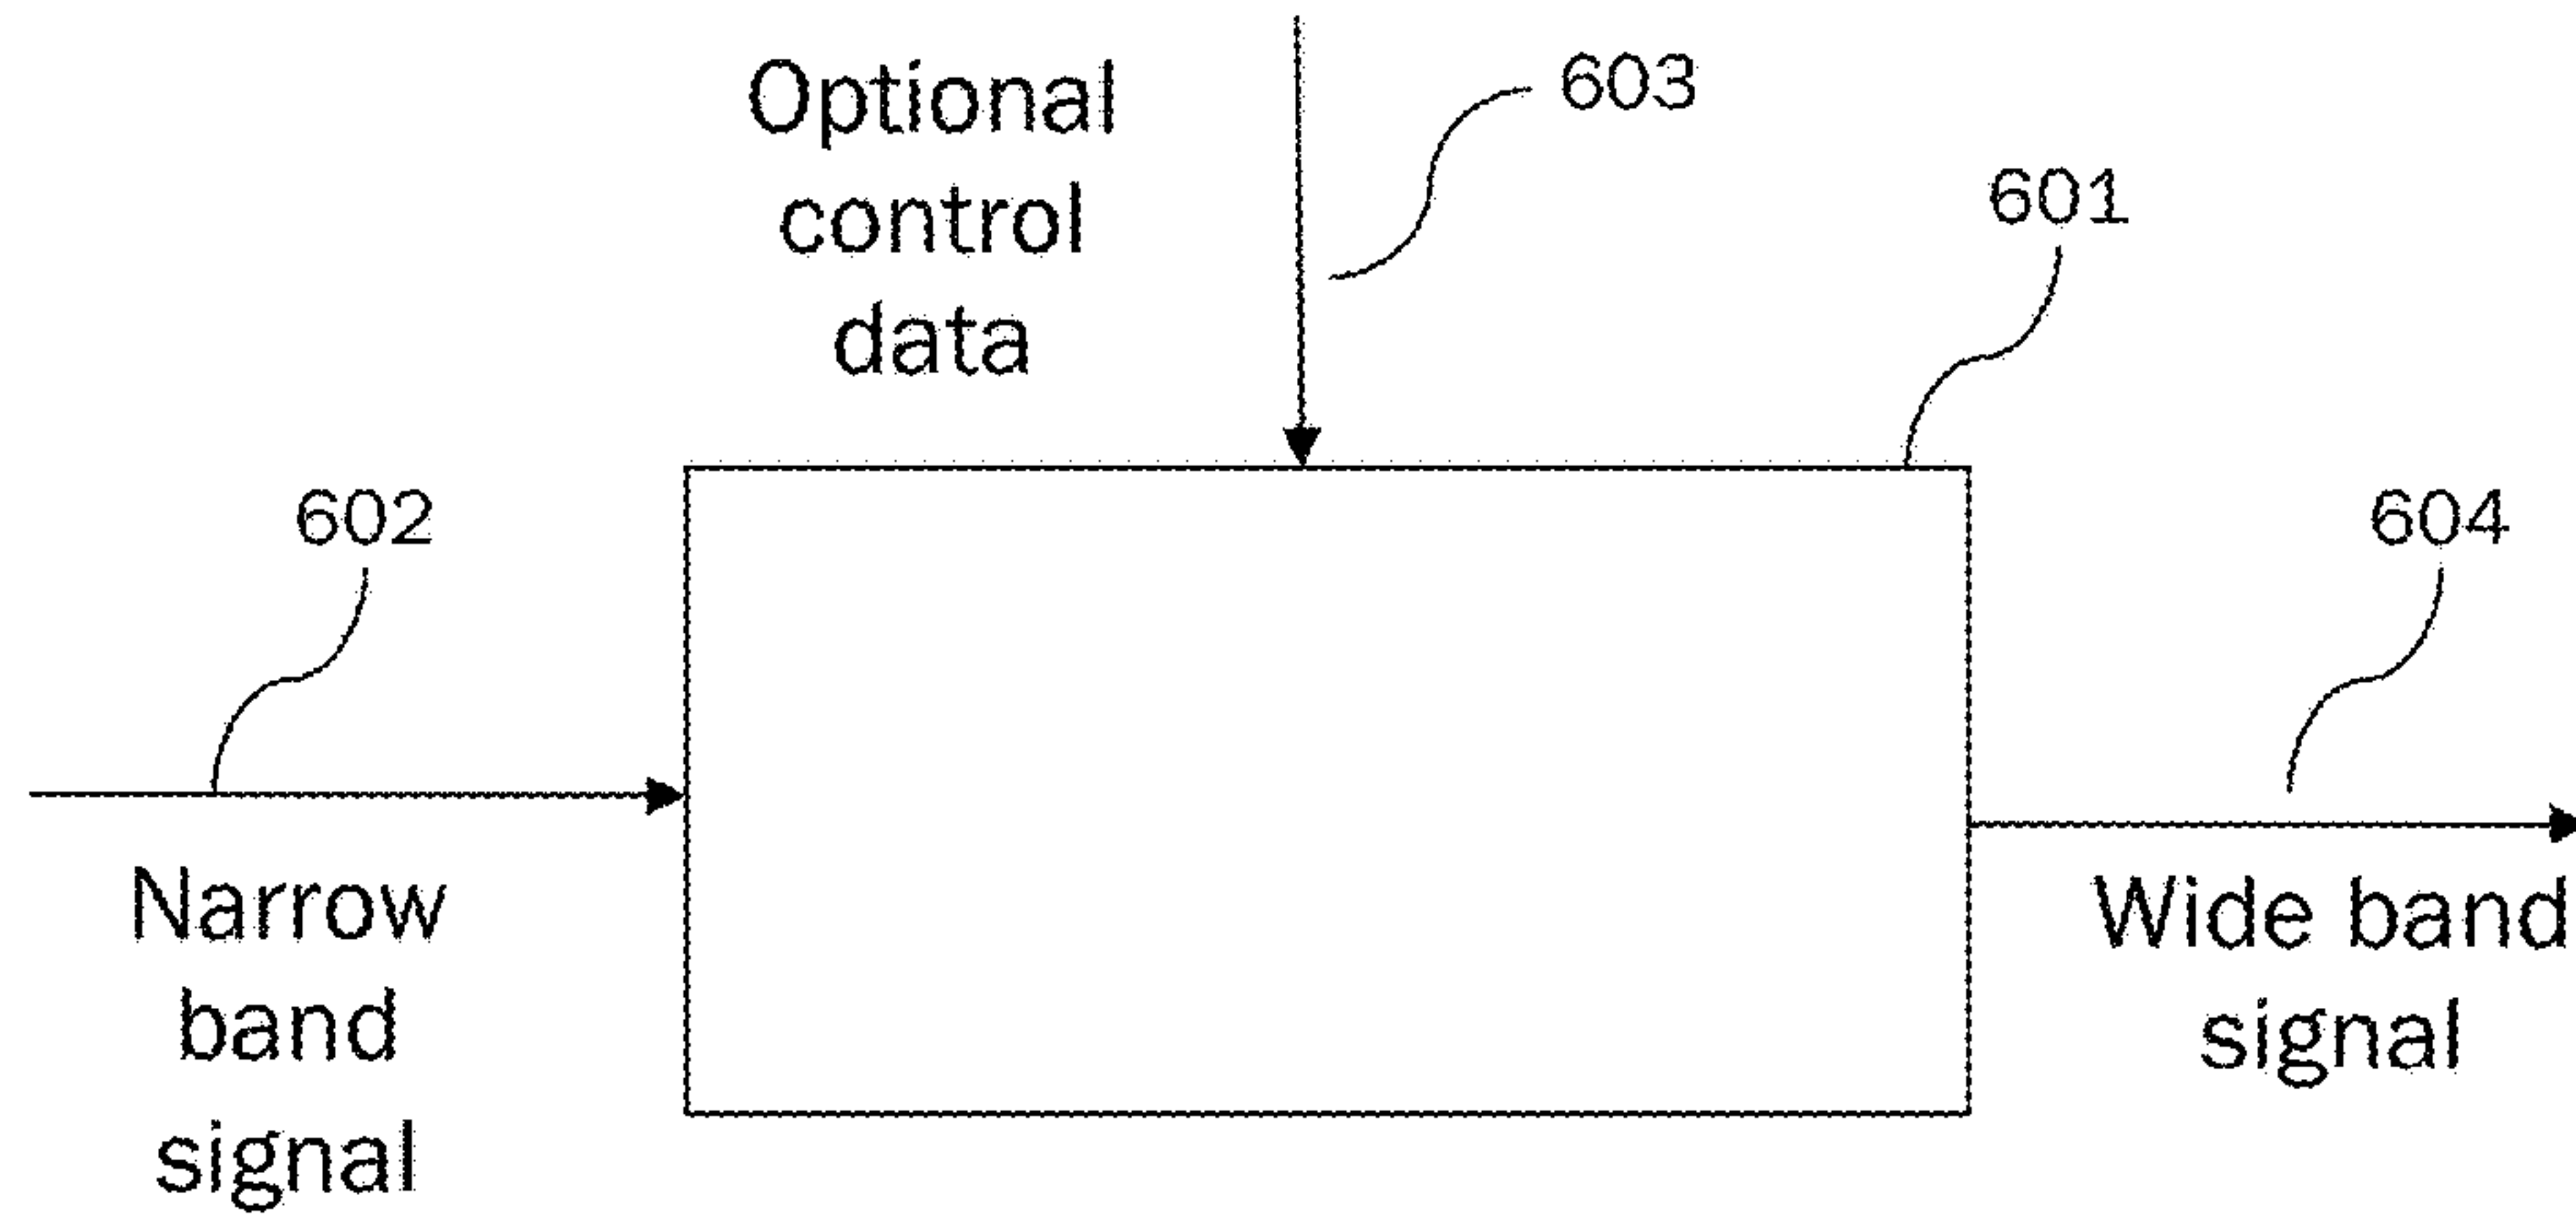 Optional
control
data
603
601
602
604
Narrow
band
signal
Wide band
signal